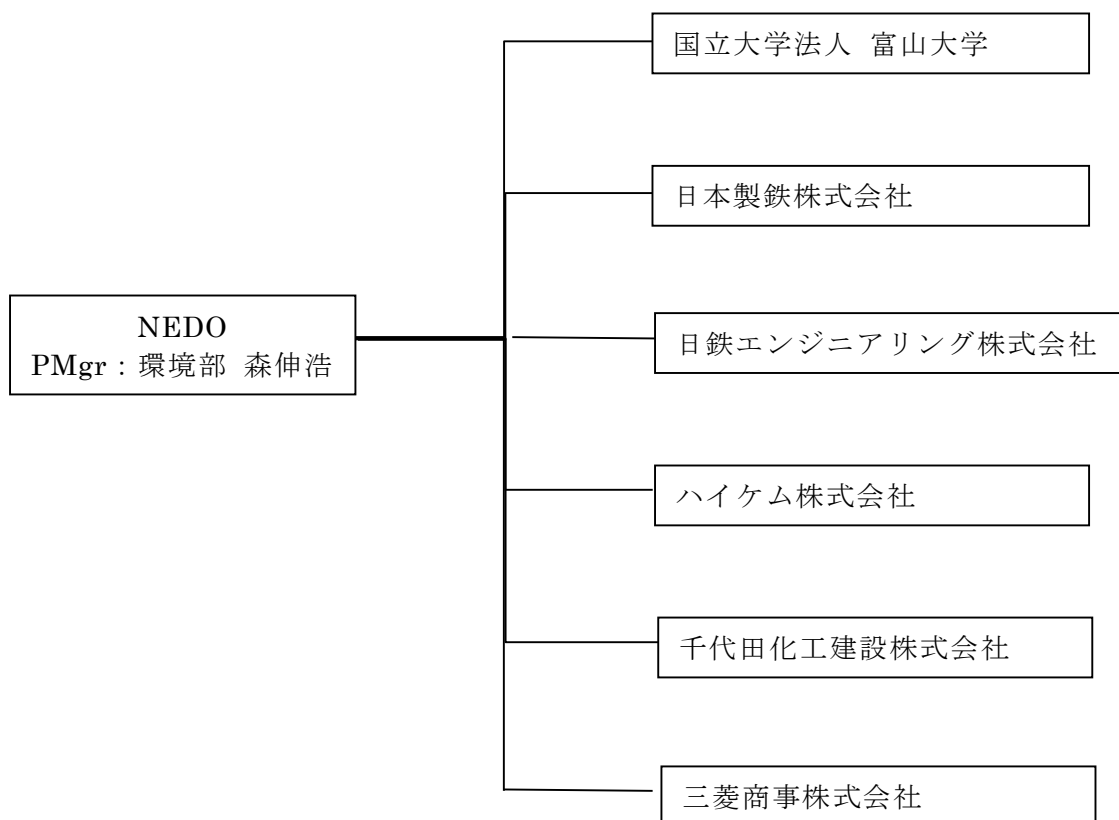 国立大学法人 富山大学
日本製鉄株式会社
NEDO
PMgr：環境部 森伸浩
日鉄エンジニアリング株式会社
ハイケム株式会社
千代田化工建設株式会社
三菱商事株式会社